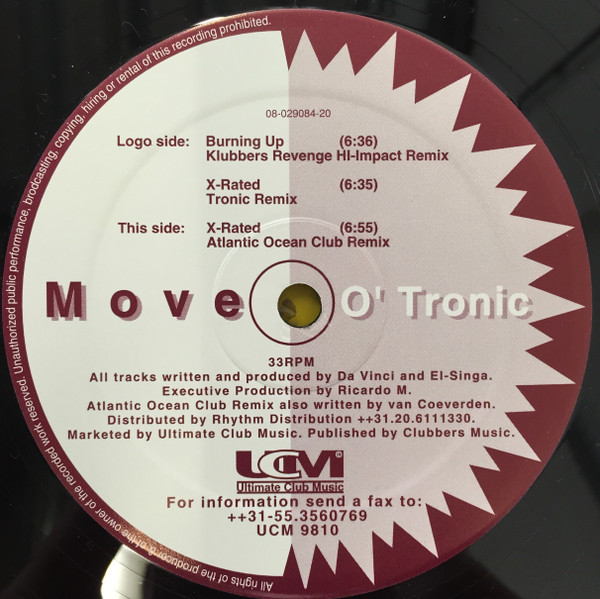 All rights of the producer & of the owner of the recorded work reserved. Unauthorized public performance, brodcasting, copying, hiring or rental of this recording prohibited.
08-029084-20
Logo side: Burning Up (6:36)
Klubbers Revenge HI-Impact Remix
X-Rated (6:35)
Tronic Remix
This side: X-Rated (6:55)
Atlantic Ocean Club Remix
Move O' Tronic
33RPM
All tracks written and produced by Da Vinci and El-Singa.
Executive Production by Ricardo M.
Atlantic Ocean Club Remix also written by van Coeverden.
Distributed by Rhythm Distribution ++31.20.6111330.
Marketed by Ultimate Club Music. Published by Clubbers Music.
UCM©
Ultimate Club Music
For information send a fax to:
++31-55.3560769
UCM 9810